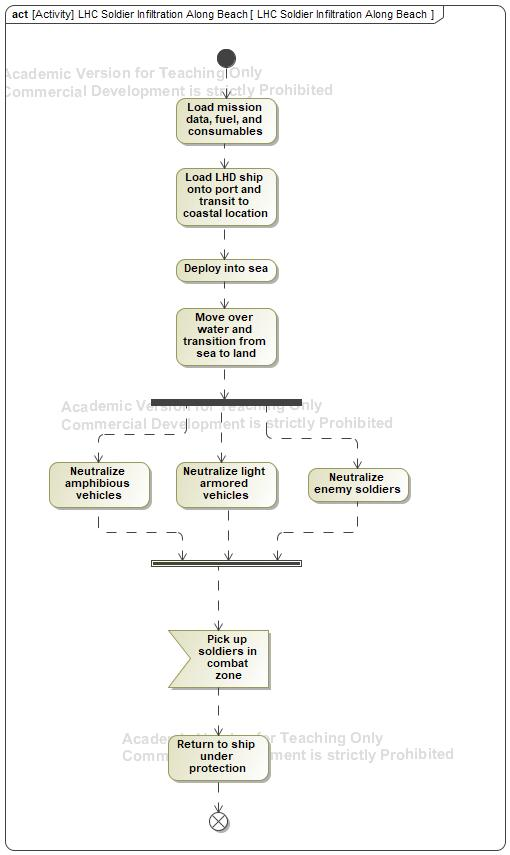 act [Activity] LHC Soldier Infiltration Along Beach [ LHC Soldier Infiltration Along Beach ]
Academic Version for Teaching Only
Commercial Development is strictly Prohibited
Load mission
data, fuel, and
consumables
Load LHD ship
onto port and
transit to
coastal location
Deploy into sea
Move over
water and
transition from
sea to land
Academic Version for Teaching Only
Commercial Development is strictly Prohibited
Neutralize
amphibious
vehicles
Neutralize light
armored
vehicles
Neutralize
enemy soldiers
Pick up
soldiers in
combat
zone
Academic Version for Teaching Only
Commercial Development is strictly Prohibited
Return to ship
under
protection